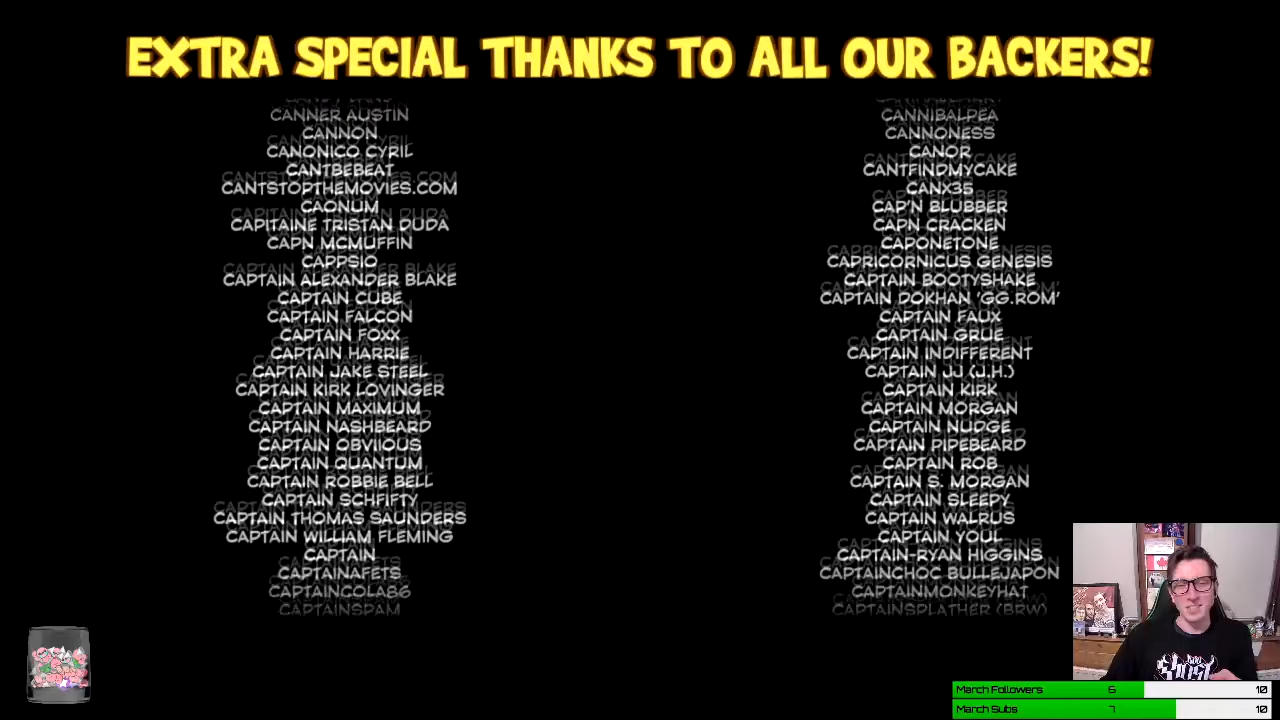 EXTRA SPECIAL THANKS TO ALL OUR BACKERS!
CANNER AUSTIN
CANNON
CANONICO CYRIL
CANTBEBEAT
CANTSTOPTHEMOVIES.COM
CAONUM
CAPITAINE TRISTAN DUDA
CAPN MCMUFFIN
CAPPSIO
CAPTAIN ALEXANDER BLAKE
CAPTAIN CUBE
CAPTAIN FALCON
CAPTAIN FOXX
CAPTAIN HARRIE
CAPTAIN JAKE STEEL
CAPTAIN KIRK LOVINGER
CAPTAIN MAXIMUM
CAPTAIN NASHBEARD
CAPTAIN OBVIIOUS
CAPTAIN QUANTUM
CAPTAIN ROBBIE BELL
CAPTAIN SCHFIFTY
CAPTAIN THOMAS SAUNDERS
CAPTAIN WILLIAM FLEMING
CAPTAIN
CAPTAINAFETS
CAPTAINCOLA86
CAPTAINSPAM
CANNIBALPEA
CANNONESS
CANOR
CANTFINDMYCAKE
CANX35
CAP'N BLUBBER
CAPN CRACKEN
CAPONETONE
CAPRICORNICUS GENESIS
CAPTAIN BOOTYSHAKE
CAPTAIN DOKHAN 'GG.ROM'
CAPTAIN FAUX
CAPTAIN GRUE
CAPTAIN INDIFFERENT
CAPTAIN JJ (J.H.)
CAPTAIN KIRK
CAPTAIN MORGAN
CAPTAIN NUDGE
CAPTAIN PIPEBEARD
CAPTAIN ROB
CAPTAIN S. MORGAN
CAPTAIN SLEEPY
CAPTAIN WALRUS
CAPTAIN YOUL
CAPTAIN-RYAN HIGGINS
CAPTAINCHOC BULLEJAPON
CAPTAINMONKEYHAT
CAPTAINSPLATHER (BRW)
Ghost
March Followers 6 10
March Subs 7 10